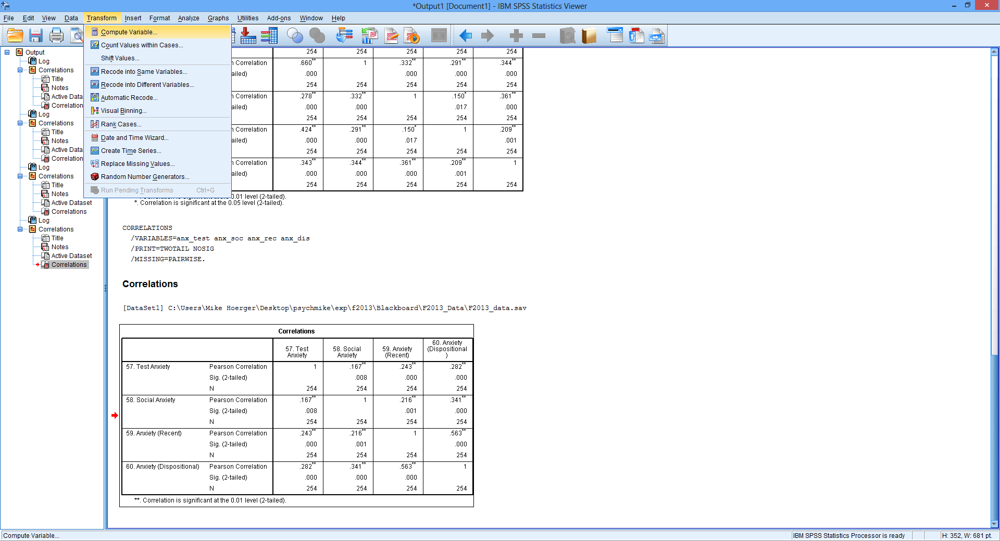 *Output1 [Document1] - IBM SPSS Statistics Viewer
File Edit View Data Transform Insert Format Analyze Graphs Utilities Add-ons Window Help
Compute Variable...
Count Values within Cases...
Shift Values...
Recode into Same Variables...
Recode into Different Variables...
Automatic Recode...
Visual Binning...
Rank Cases...
Date and Time Wizard...
Create Time Series...
Replace Missing Values...
Random Number Generators...
Run Pending Transforms Ctrl+G
Output
Log
Correlations
Title
Notes
Active Data
Correlation
Log
Correlations
Title
Notes
Active Data
Correlation
Log
Correlations
Title
Notes
Active Dataset
Correlations
Log
Correlations
Title
Notes
Active Dataset
Correlations
254 254 254 254 254
n Correlation .660** 1 .332** .291** .344**
ailed) .000 .000 .000 .000
254 254 254 254 254
n Correlation .278** .332** 1 .150* .361**
ailed) .000 .000 .017 .000
254 254 254 254 254
n Correlation .424** .291** .150* 1 .209**
ailed) .000 .000 .017 .001
254 254 254 254 254
n Correlation .343** .344** .361** .209** 1
ailed) .000 .000 .000 .001
254 254 254 254 254
. Correlation is significant at the 0.01 level (2-tailed).
*. Correlation is significant at the 0.05 level (2-tailed).
CORRELATIONS
/VARIABLES=anx_test anx_soc anx_rec anx_dis
/PRINT=TWOTAIL NOSIG
/MISSING=PAIRWISE.
Correlations
[DataSet1] C:\Users\Mike Hoerger\Desktop\psychmike\exp\f2013\Blackboard\F2013_Data\F2013_data.sav
Correlations
57. Test Anxiety 58. Social Anxiety 59. Anxiety (Recent) 60. Anxiety (Dispositional)
57. Test Anxiety Pearson Correlation 1 .167** .243** .282**
Sig. (2-tailed) .008 .000 .000
N 254 254 254 254
58. Social Anxiety Pearson Correlation .167** 1 .216** .341**
Sig. (2-tailed) .008 .001 .000
N 254 254 254 254
59. Anxiety (Recent) Pearson Correlation .243** .216** 1 .563**
Sig. (2-tailed) .000 .001 .000
N 254 254 254 254
60. Anxiety (Dispositional) Pearson Correlation .282** .341** .563** 1
Sig. (2-tailed) .000 .000 .000
N 254 254 254 254
**. Correlation is significant at the 0.01 level (2-tailed).
Compute Variable...
IBM SPSS Statistics Processor is ready
H: 352, W: 681 pt.